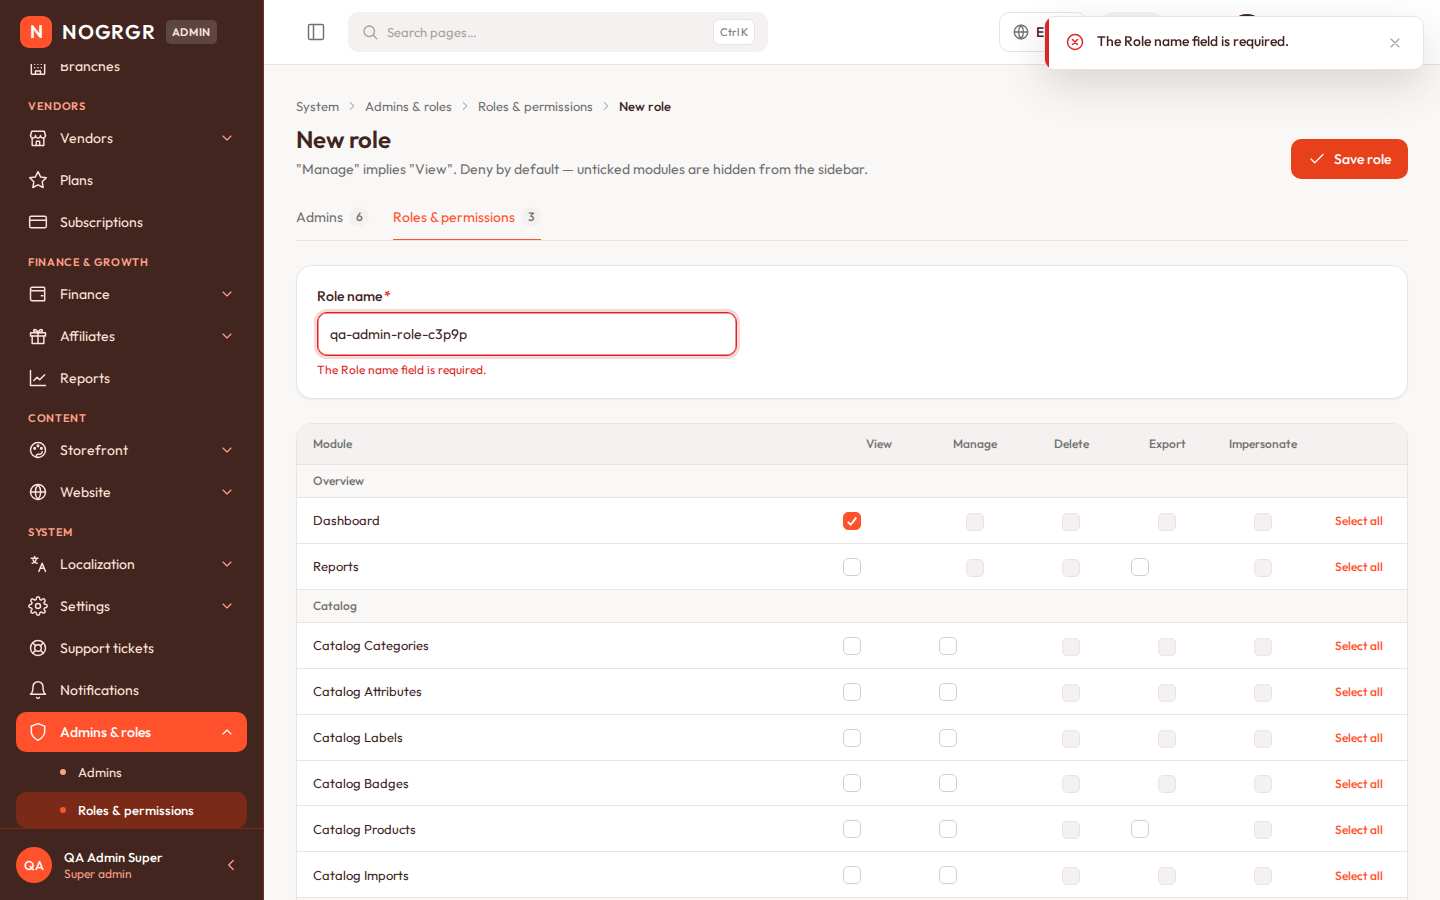 N NOGRGR ADMIN
Branches
VENDORS
Vendors
Plans
Subscriptions
FINANCE & GROWTH
Finance
Affiliates
Reports
CONTENT
Storefront
Website
SYSTEM
Localization
Settings
Support tickets
Notifications
Admins & roles
Admins
Roles & permissions
QA QA Admin Super
Super admin
Search pages... Ctrl K
E
The Role name field is required.
System Admins & roles Roles & permissions New role
New role
"Manage" implies "View". Deny by default — unticked modules are hidden from the sidebar.
Save role
Admins 6 Roles & permissions 3
Role name *
qa-admin-role-c3p9p
The Role name field is required.
Module View Manage Delete Export Impersonate
Overview
Dashboard Select all
Reports Select all
Catalog
Catalog Categories Select all
Catalog Attributes Select all
Catalog Labels Select all
Catalog Badges Select all
Catalog Products Select all
Catalog Imports Select all